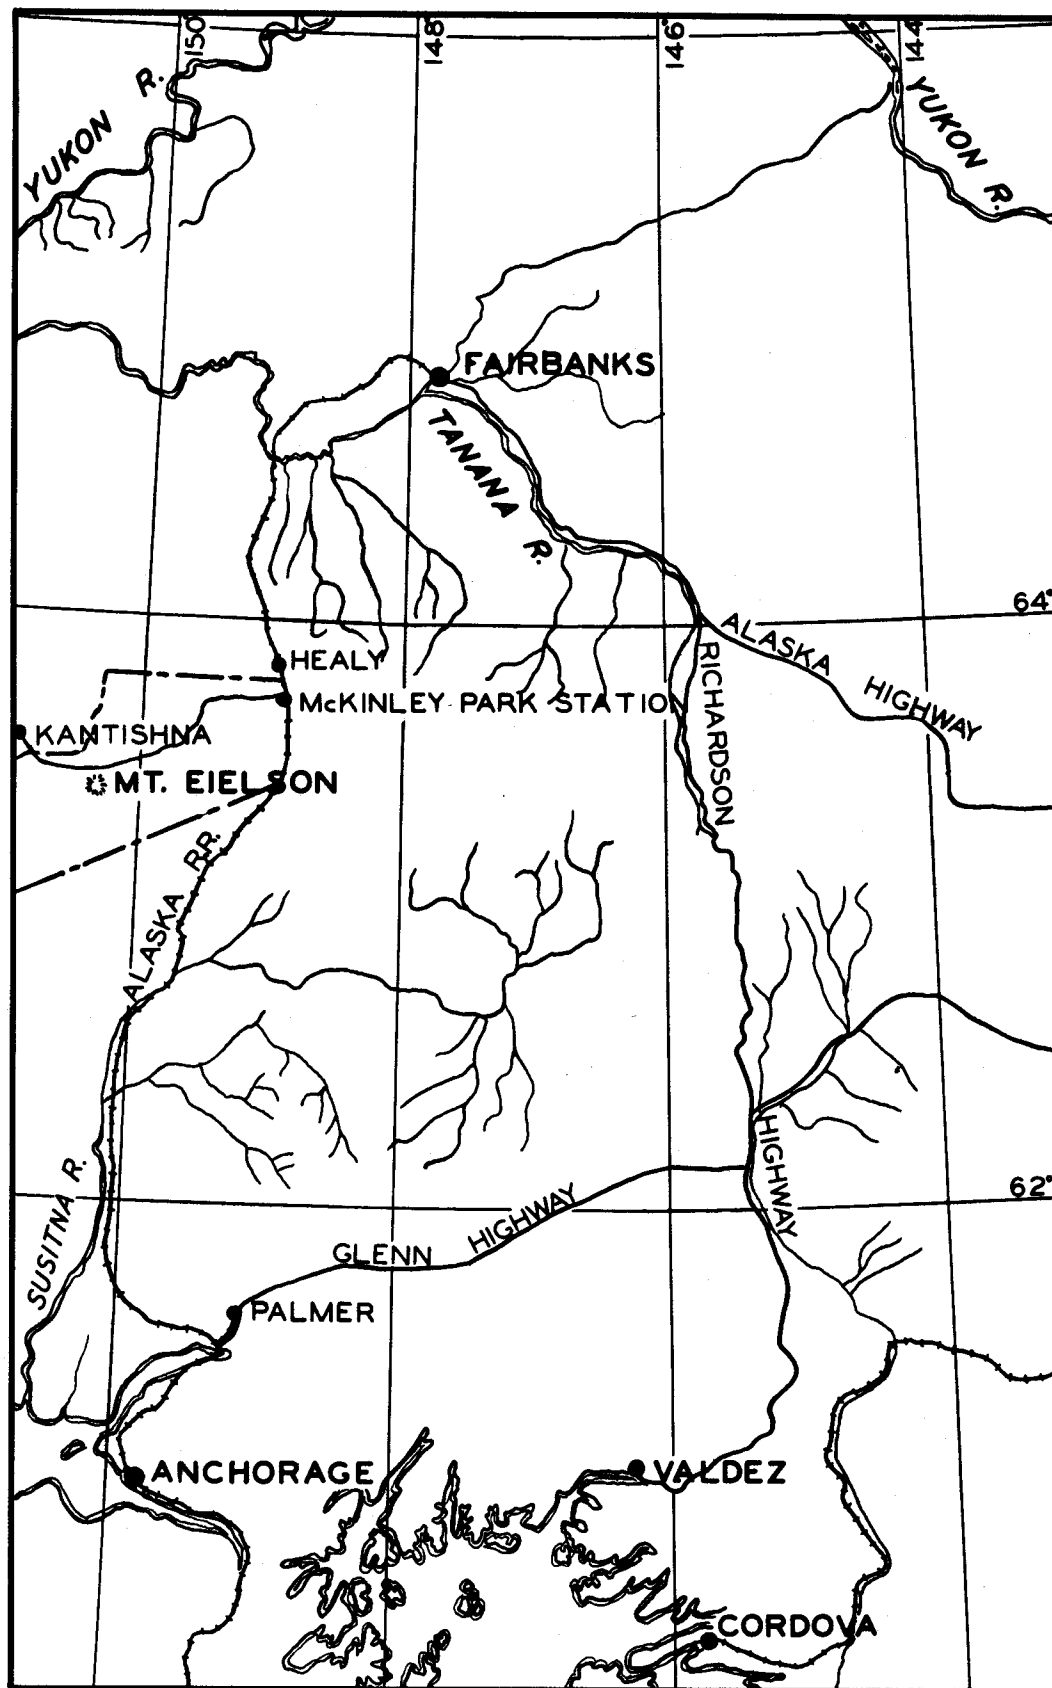 150°
148°
146°
144
YUKON R.
YUKON R.
FAIRBANKS
TANANA R.
64°
ALASKA HIGHWAY
HEALY
McKINLEY PARK STATION
RICHARDSON
KANTISHNA
MT. EIELSON
ALASKA R.R.
HIGHWAY
62°
SUSITNA R.
GLENN HIGHWAY
PALMER
ANCHORAGE
VALDEZ
CORDOVA